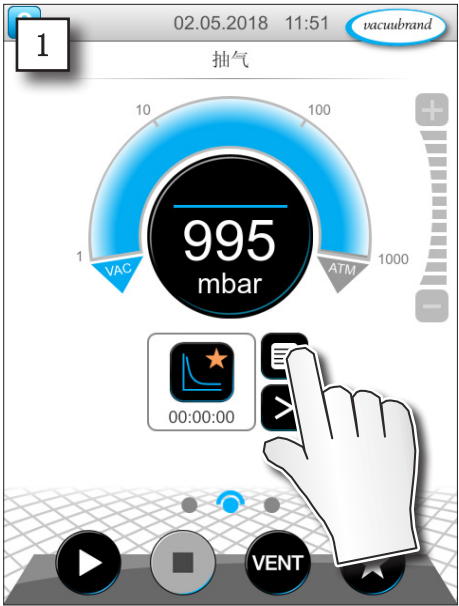 1
02.05.2018 11:51
vacuubrand
抽气
10
100
1
1000
VAC
ATM
995
mbar
00:00:00
VENT